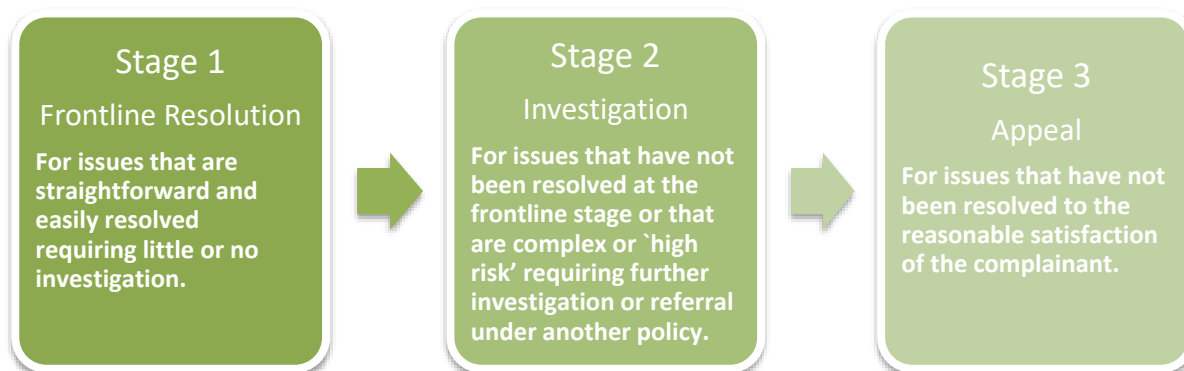 Stage 1
Frontline Resolution
For issues that are
straightforward and
easily resolved
requiring little or no
investigation.
Stage 2
Investigation
For issues that have not
been resolved at the
frontline stage or that
are complex or `high
risk’ requiring further
investigation or referral
under another policy.
Stage 3
Appeal
For issues that have not
been resolved to the
reasonable satisfaction
of the complainant.